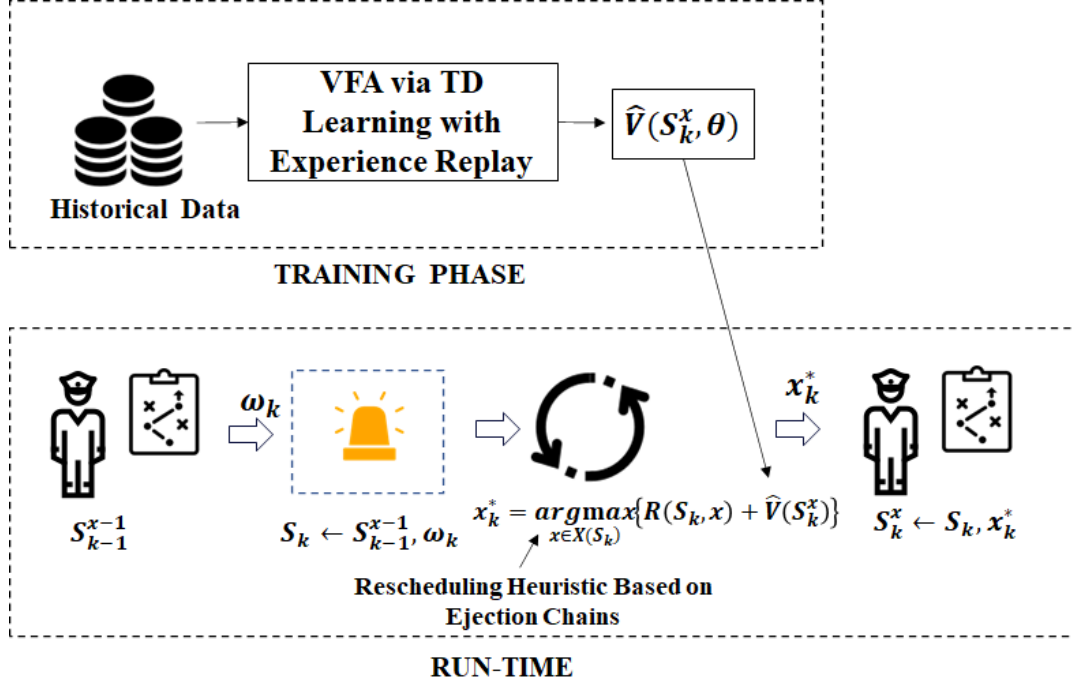 VFA via TD
Learning with
Experience Replay
V̂(S_k^x, θ)
Historical Data
TRAINING PHASE
ω_k
x_k^*
S_{k-1}^{x-1}
S_k ← S_{k-1}^{x-1}, ω_k
x_k^* = argmax_{x∈X(S_k)}{R(S_k, x) + V̂(S_k^x)}
S_k^x ← S_k, x_k^*
Rescheduling Heuristic Based on
Ejection Chains
RUN-TIME